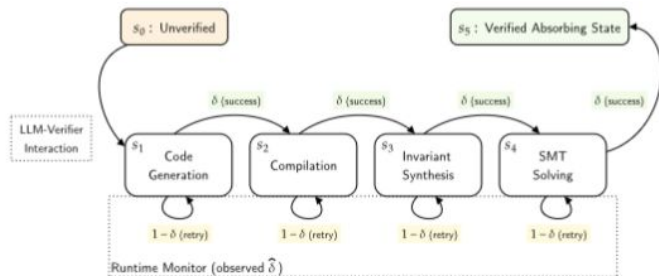 s₀ : Unverified
s₅ : Verified Absorbing State
δ (success)
δ (success)
δ (success)
δ (success)
LLM-Verifier
Interaction
s₁
Code
Generation
s₂
Compilation
s₃
Invariant
Synthesis
s₄
SMT
Solving
1 − δ (retry)
1 − δ (retry)
1 − δ (retry)
1 − δ (retry)
Runtime Monitor (observed δ̂)